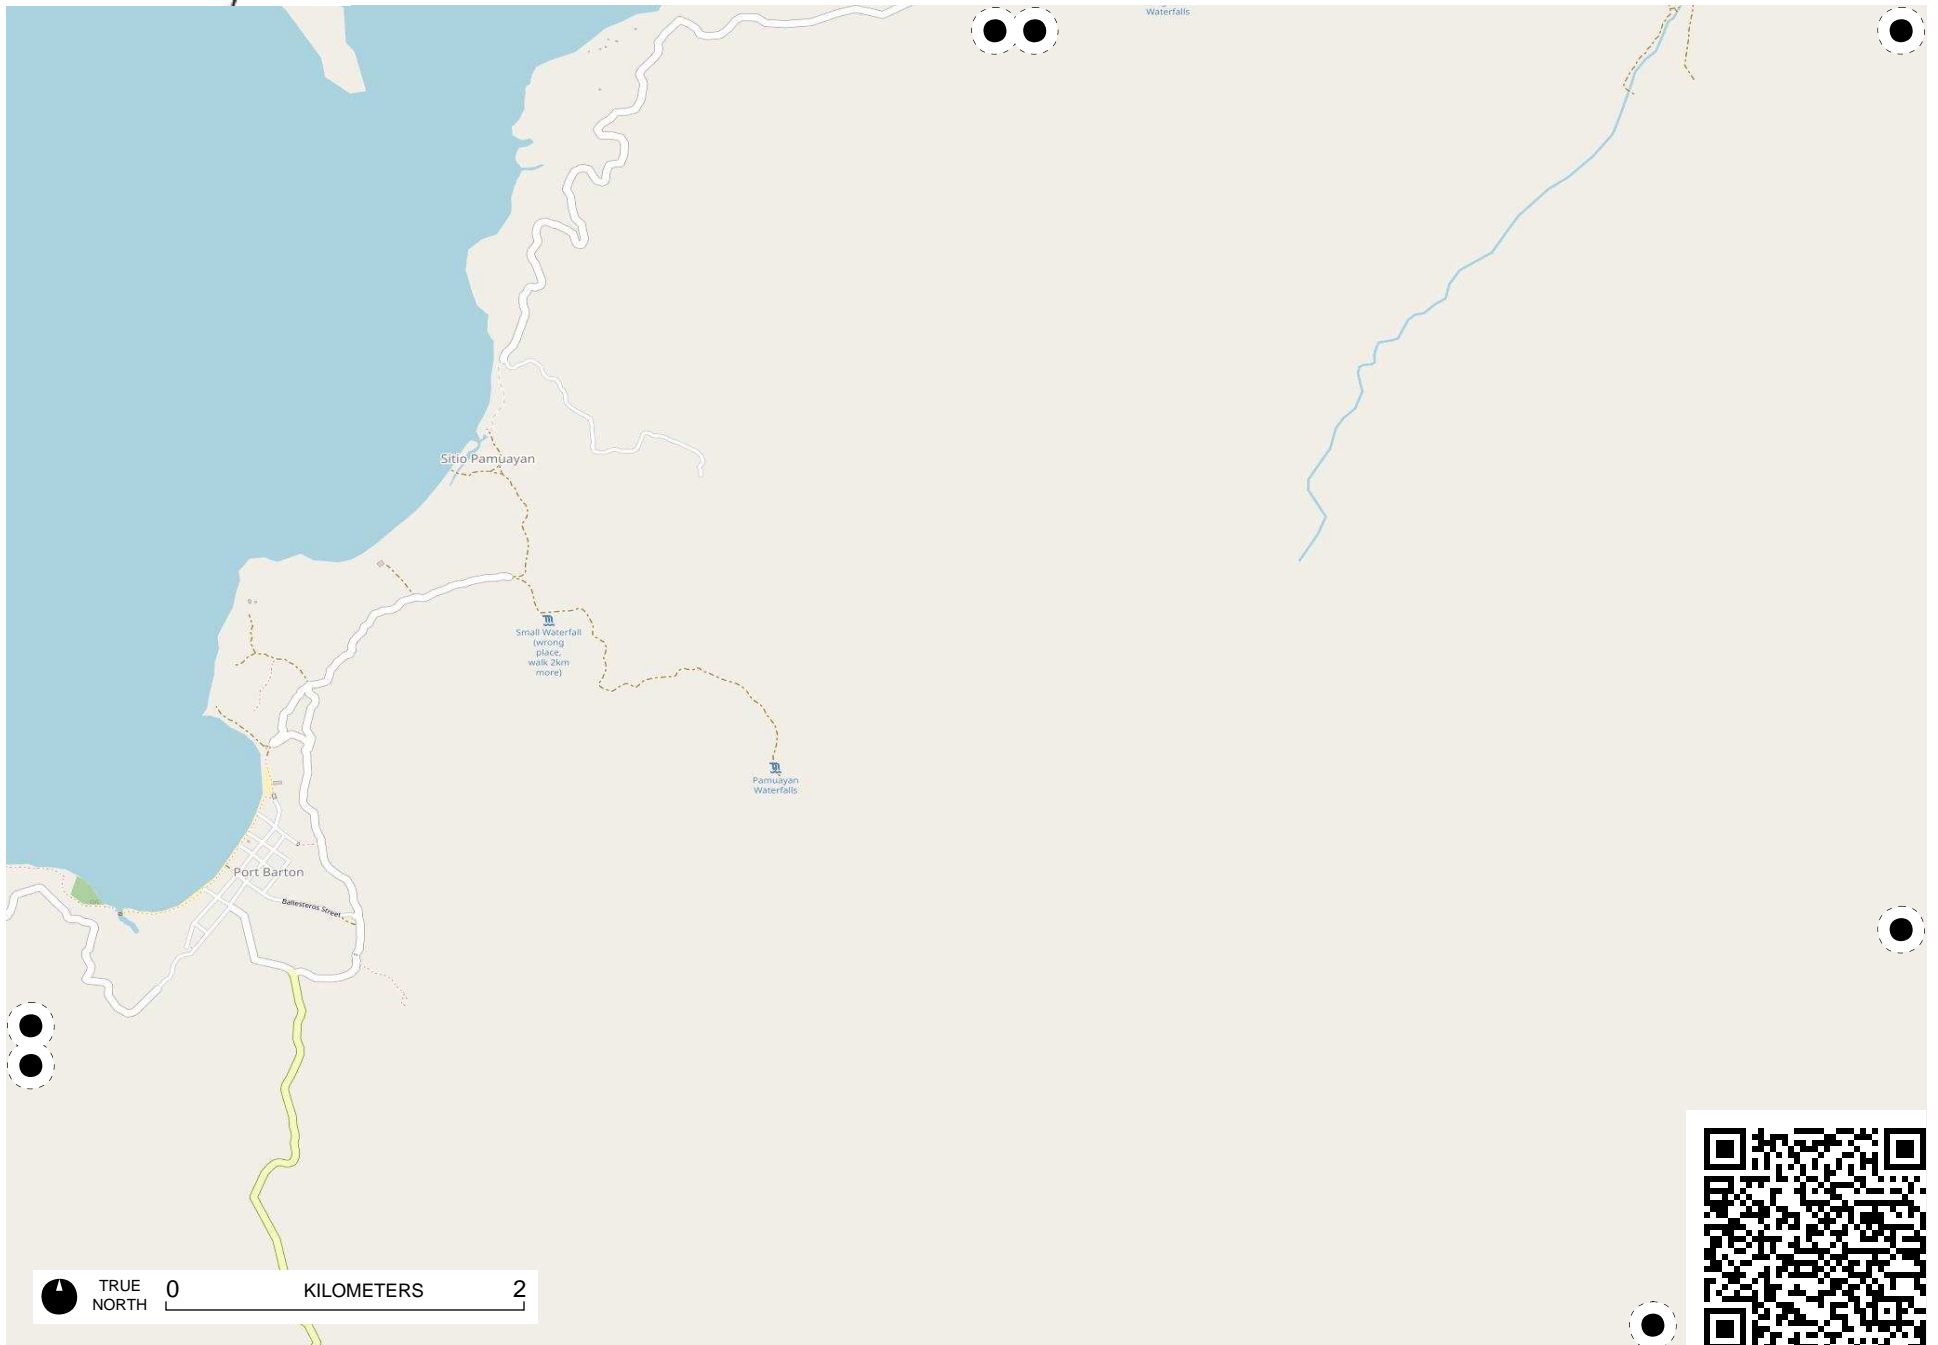 Waterfalls
Sitio Pamuayan
Small Waterfall
(wrong
place,
walk 2km
more)
Pamuayan
Waterfalls
Port Barton
Ballesteros Street
TRUE
NORTH
0 KILOMETERS 2